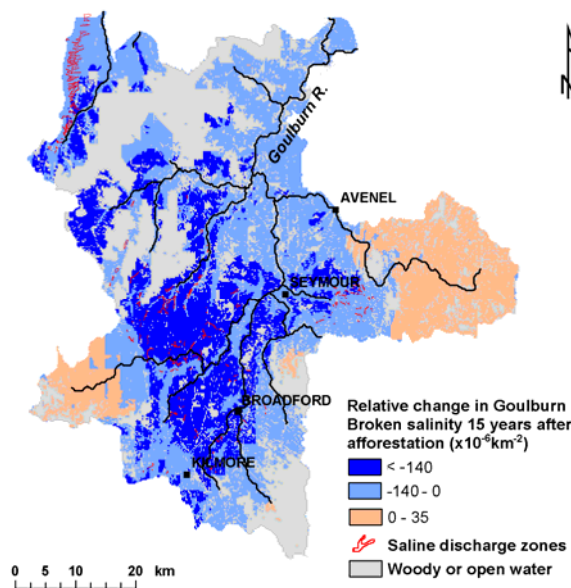 Goulburn R.
AVENEL
SEYMOUR
BROADFORD
KILMORE
Relative change in Goulburn
Broken salinity 15 years after
afforestation (x10⁻⁶km⁻²)
< -140
-140 - 0
0 - 35
Saline discharge zones
Woody or open water
0 5 10 20 km